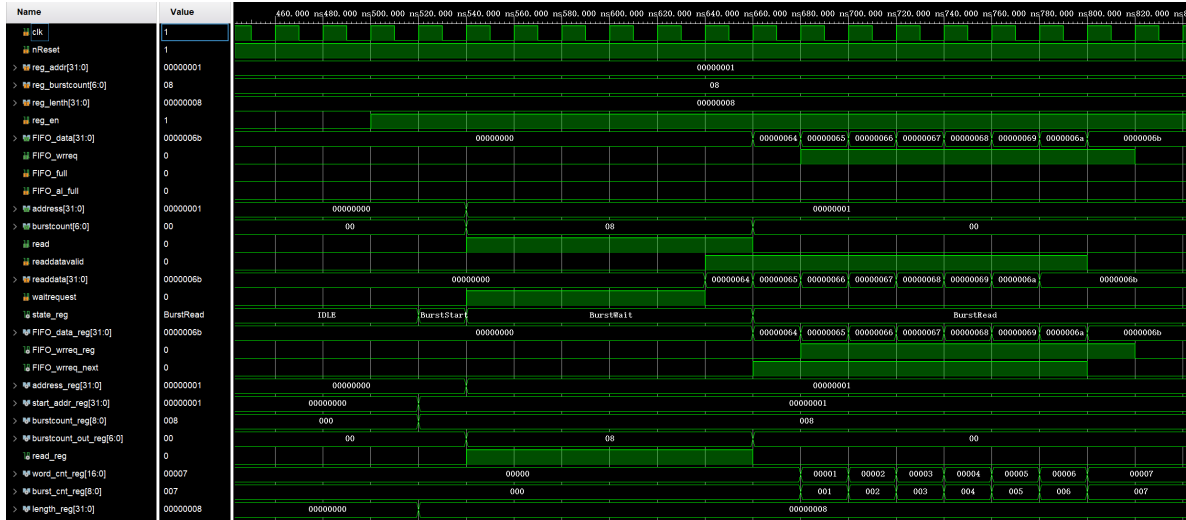 Name Value 460.000 ns 480.000 ns 500.000 ns 520.000 ns 540.000 ns 560.000 ns 580.000 ns 600.000 ns 620.000 ns 640.000 ns 660.000 ns 680.000 ns 700.000 ns 720.000 ns 740.000 ns 760.000 ns 780.000 ns 800.000 ns 820.000 ns
clk 1
nReset 1
reg_addr[31:0] 00000001 00000001
reg_burstcount[6:0] 08 08
reg_lenth[31:0] 00000008 00000008
reg_en 1
FIFO_data[31:0] 0000006b 00000000 00000064 00000065 00000066 00000067 00000068 00000069 0000006a 0000006b
FIFO_wrreq 0
FIFO_full 0
FIFO_al_full 0
address[31:0] 00000001 00000000 00000001
burstcount[6:0] 00 00 08 00
read 0
readdatavalid 0
readdata[31:0] 0000006b 00000000 00000064 00000065 00000066 00000067 00000068 00000069 0000006a 0000006b
waitrequest 0
state_reg BurstRead IDLE BurstStart BurstWait BurstRead
FIFO_data_reg[31:0] 0000006b 00000000 00000064 00000065 00000066 00000067 00000068 00000069 0000006a 0000006b
FIFO_wrreq_reg 0
FIFO_wrreq_next 0
address_reg[31:0] 00000001 00000000 00000001
start_addr_reg[31:0] 00000001 00000000 00000001
burstcount_reg[8:0] 008 000 008
burstcount_out_reg[6:0] 00 00 08 00
read_reg 0
word_cnt_reg[16:0] 00007 00000 00001 00002 00003 00004 00005 00006 00007
burst_cnt_reg[8:0] 007 000 001 002 003 004 005 006 007
length_reg[31:0] 00000008 00000000 00000008